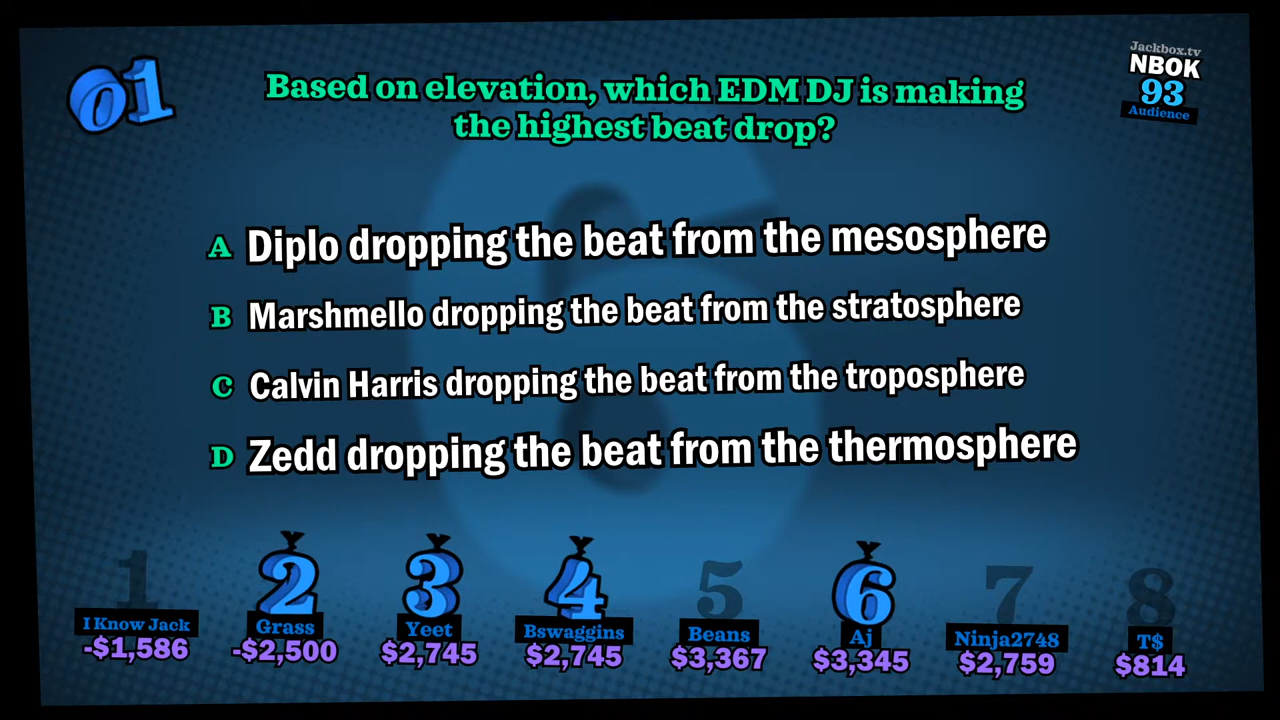 01
Based on elevation, which EDM DJ is making
the highest beat drop?
Jackbox.tv
NBOK
93
Audience
A Diplo dropping the beat from the mesosphere
B Marshmello dropping the beat from the stratosphere
C Calvin Harris dropping the beat from the troposphere
D Zedd dropping the beat from the thermosphere
6
1 2 3 4 5 6 7 8
I Know Jack Grass Yeet Bswaggins Beans Aj Ninja2748 T$
-$1,586 -$2,500 $2,745 $2,745 $3,367 $3,345 $2,759 $814